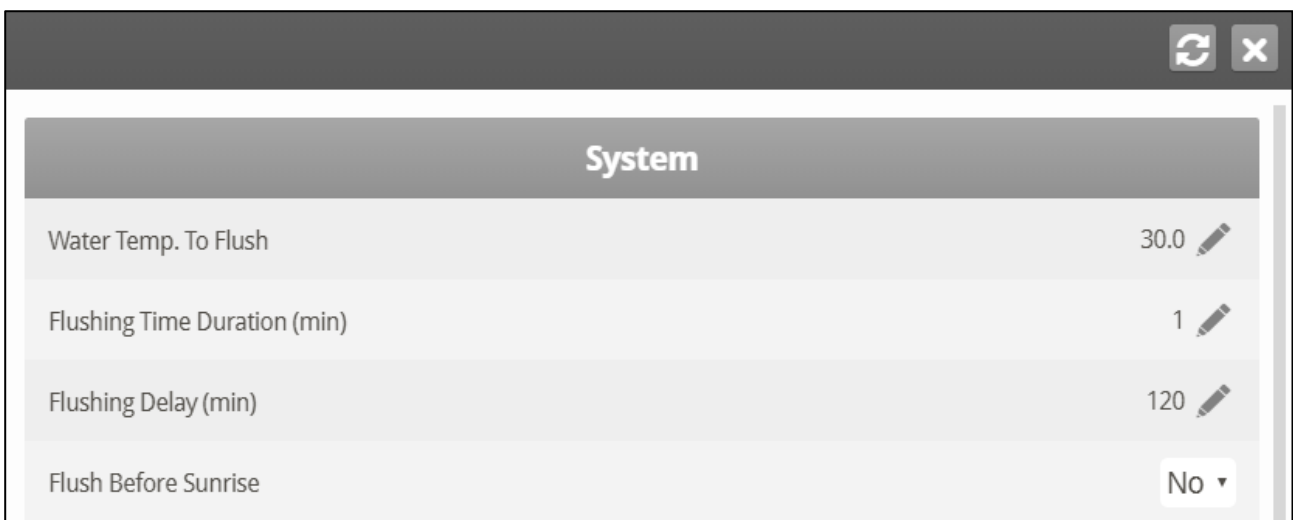 System
Water Temp. To Flush 30.0
Flushing Time Duration (min) 1
Flushing Delay (min) 120
Flush Before Sunrise No